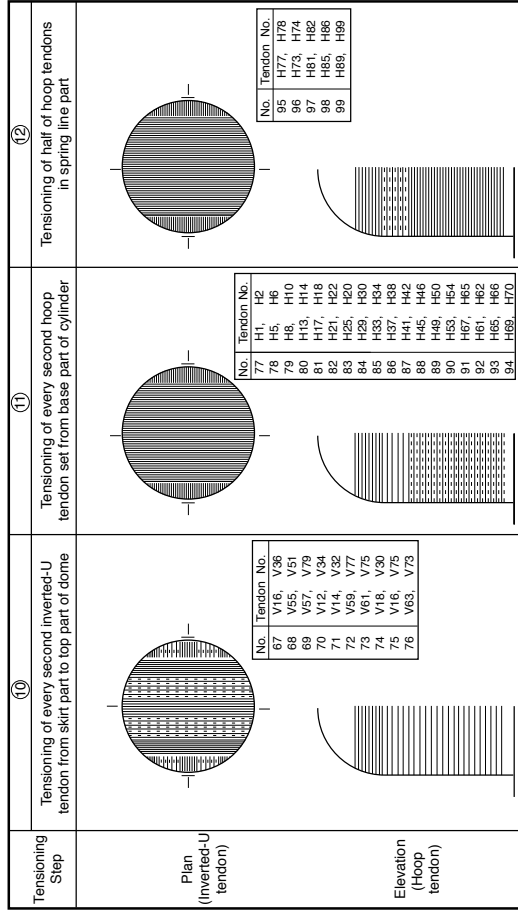 Tensioning
Step
⑩
Tensioning of every second inverted-U
tendon from skirt part to top part of dome
⑪
Tensioning of every second hoop
tendon set from base part of cylinder
⑫
Tensioning of half of hoop tendons
in spring line part
Plan
(Inverted-U
tendon)
Elevation
(Hoop
tendon)
No. Tendon No.
67 V16, V36
68 V55, V51
69 V57, V79
70 V12, V34
71 V14, V32
72 V59, V77
73 V61, V75
74 V18, V30
75 V16, V75
76 V63, V73
No. Tendon No.
77 H1, H2
78 H5, H6
79 H8, H10
80 H13, H14
81 H17, H18
82 H21, H22
83 H25, H20
84 H29, H30
85 H33, H34
86 H37, H38
87 H41, H42
88 H45, H46
89 H49, H50
90 H53, H54
91 H67, H65
92 H61, H62
93 H65, H66
94 H69, H70
No. Tendon No.
95 H77, H78
96 H73, H74
97 H81, H82
98 H85, H86
99 H89, H99